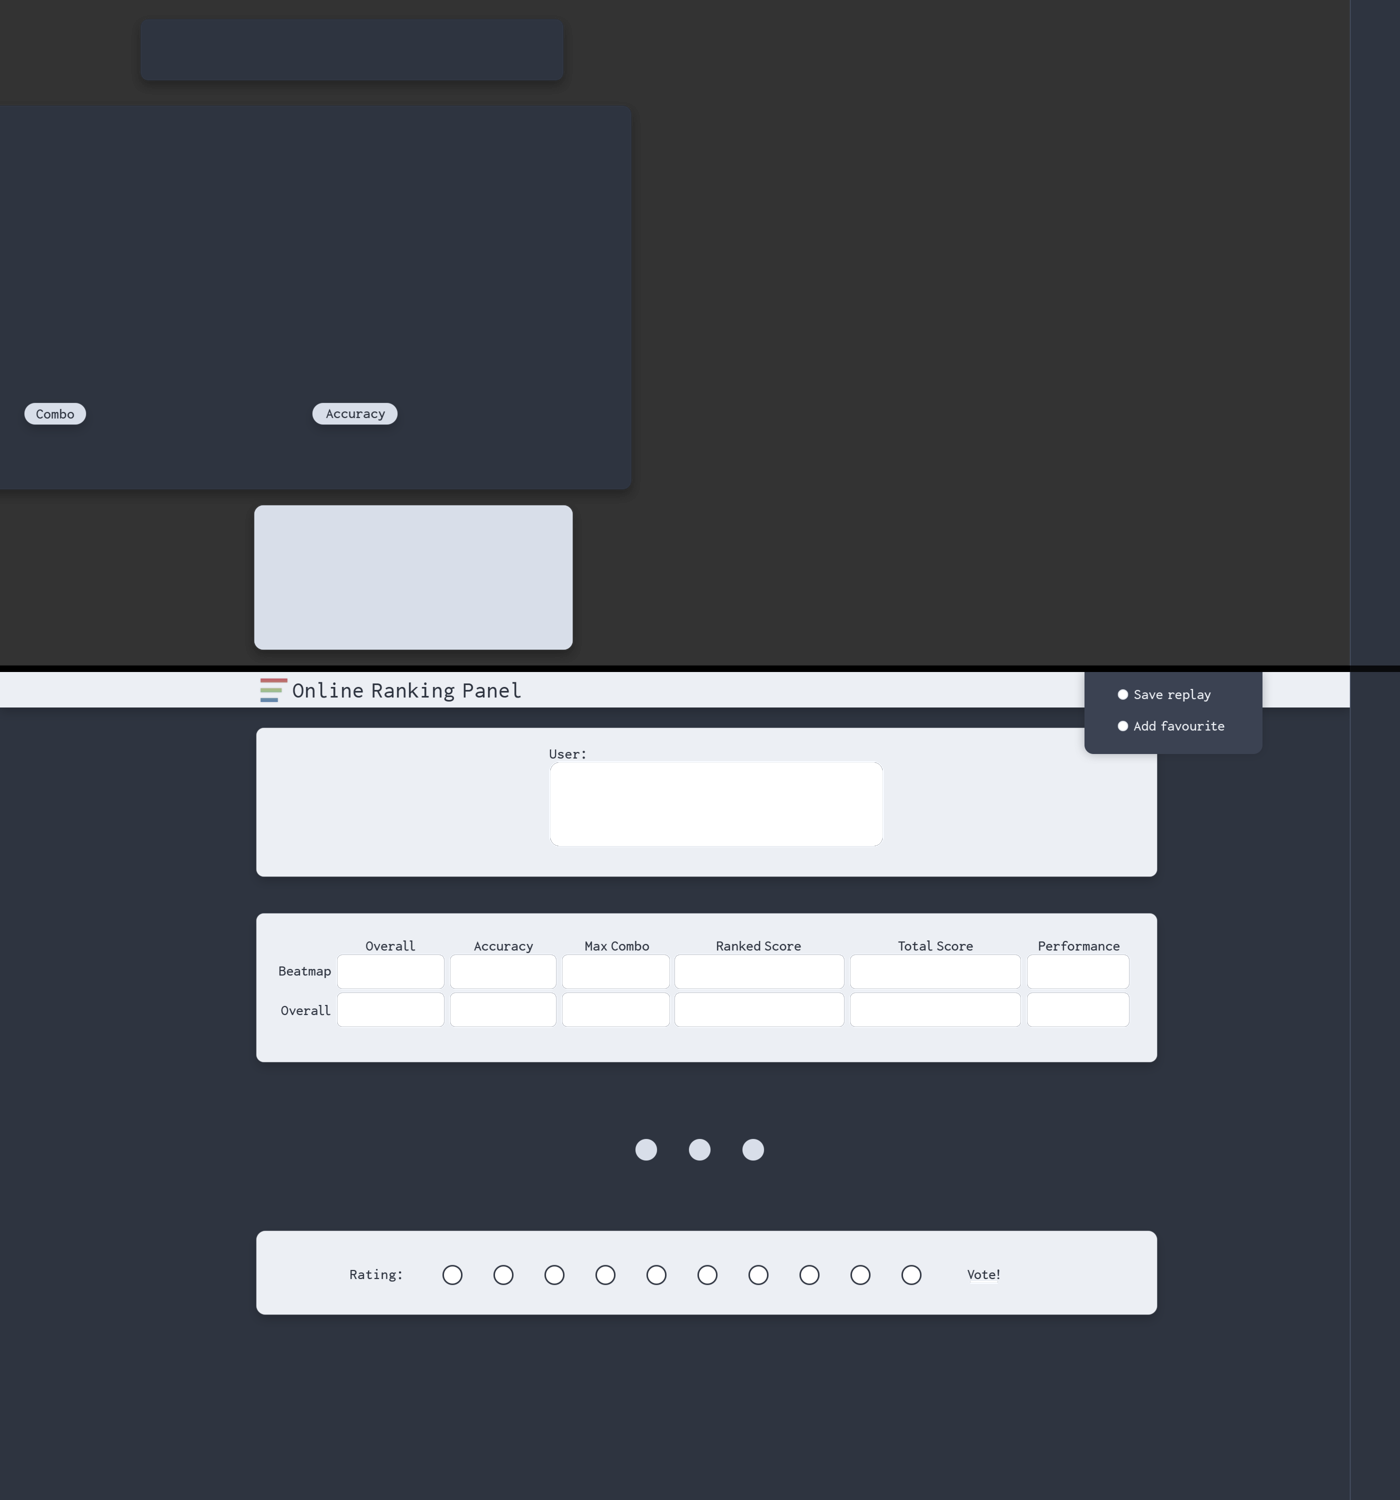 Combo Accuracy
Online Ranking Panel
Save replay
Add favourite
User:
Overall Accuracy Max Combo Ranked Score Total Score Performance
Beatmap
Overall
Rating: Vote!